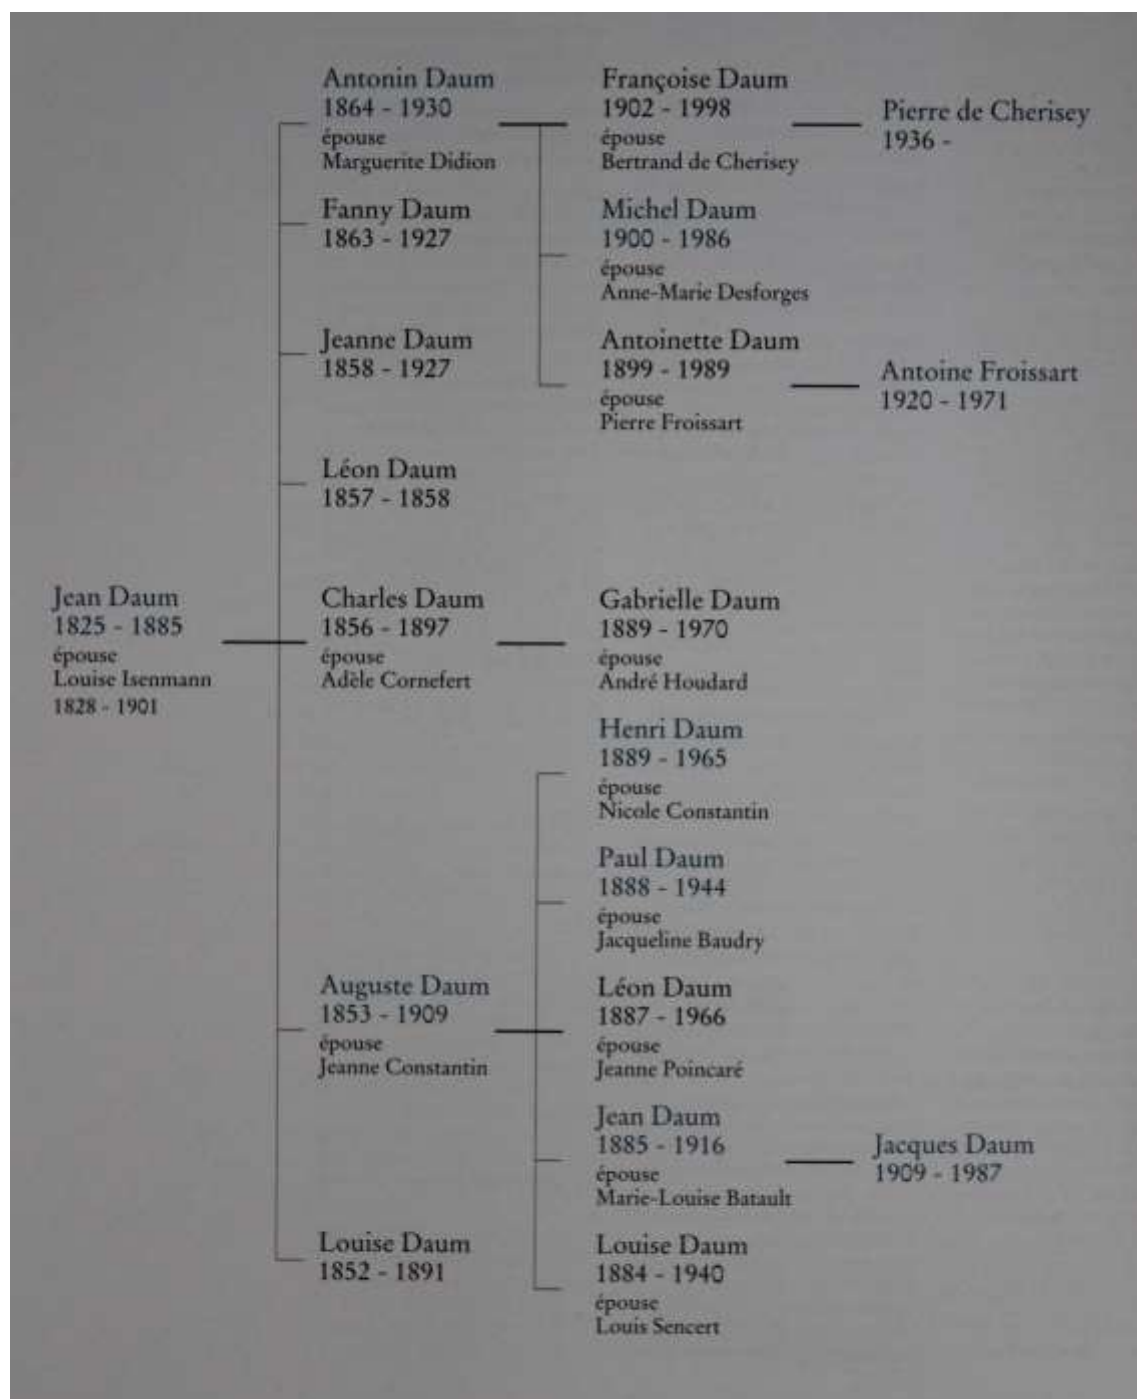 Jean Daum
1825 - 1885
épouse
Louise Isenmann
1828 - 1901
Antonin Daum
1864 - 1930
épouse
Marguerite Didion
Fanny Daum
1863 - 1927
Jeanne Daum
1858 - 1927
Léon Daum
1857 - 1858
Charles Daum
1856 - 1897
épouse
Adèle Cornefert
Auguste Daum
1853 - 1909
épouse
Jeanne Constantin
Louise Daum
1852 - 1891
Françoise Daum
1902 - 1998
épouse
Bertrand de Cherisey
Michel Daum
1900 - 1986
épouse
Anne-Marie Desforges
Antoinette Daum
1899 - 1989
épouse
Pierre Froissart
Gabrielle Daum
1889 - 1970
épouse
André Houdard
Henri Daum
1889 - 1965
épouse
Nicole Constantin
Paul Daum
1888 - 1944
épouse
Jacqueline Baudry
Léon Daum
1887 - 1966
épouse
Jeanne Poincaré
Jean Daum
1885 - 1916
épouse
Marie-Louise Batault
Louise Daum
1884 - 1940
épouse
Louis Sencert
Pierre de Cherisey
1936 -
Antoine Froissart
1920 - 1971
Jacques Daum
1909 - 1987